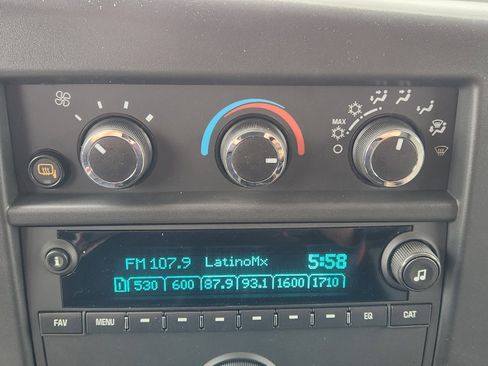 MAX
FM 107.9 LatinoMx 5:58
1 530 600 87.9 93.1 1600 1710
i
FAV MENU EQ CAT